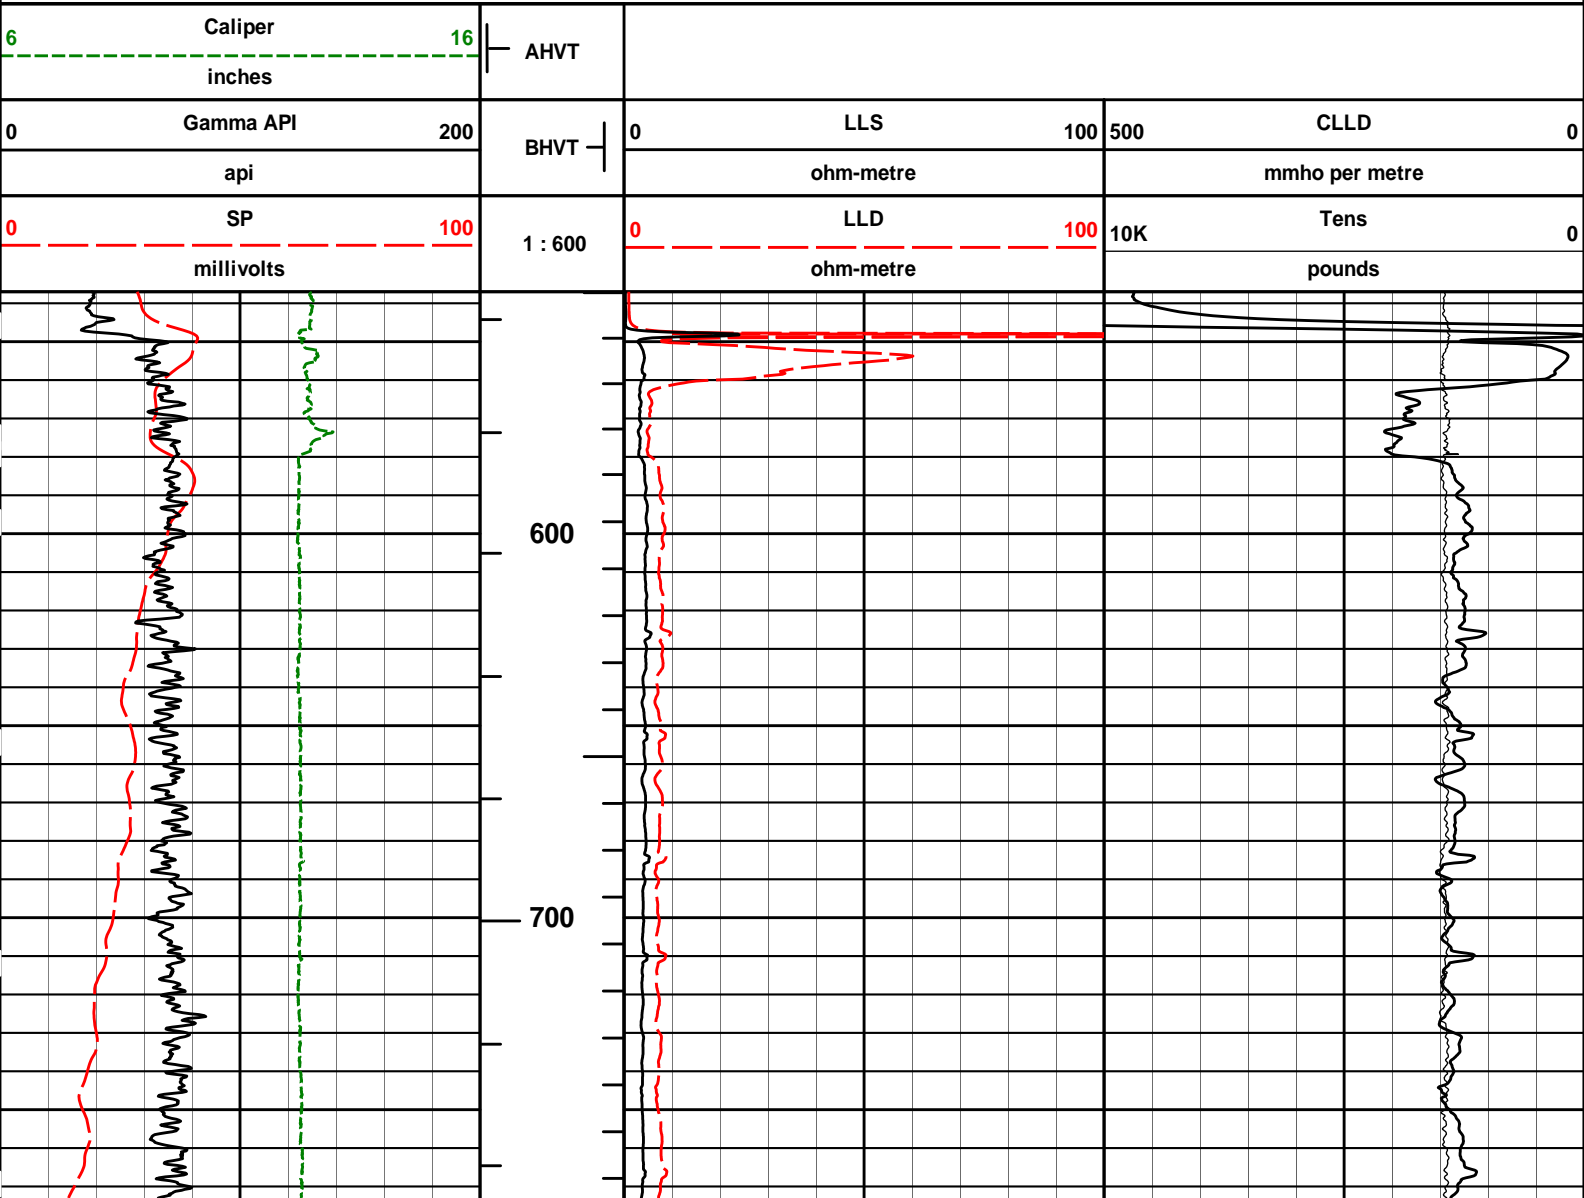 Caliper
6 16
inches
AHVT
Gamma API
0 200
api
BHVT
LLS
0 100
ohm-metre
CLLD
500 0
mmho per metre
SP
0 100
millivolts
1 : 600
LLD
0 100
ohm-metre
Tens
10K 0
pounds
600
700